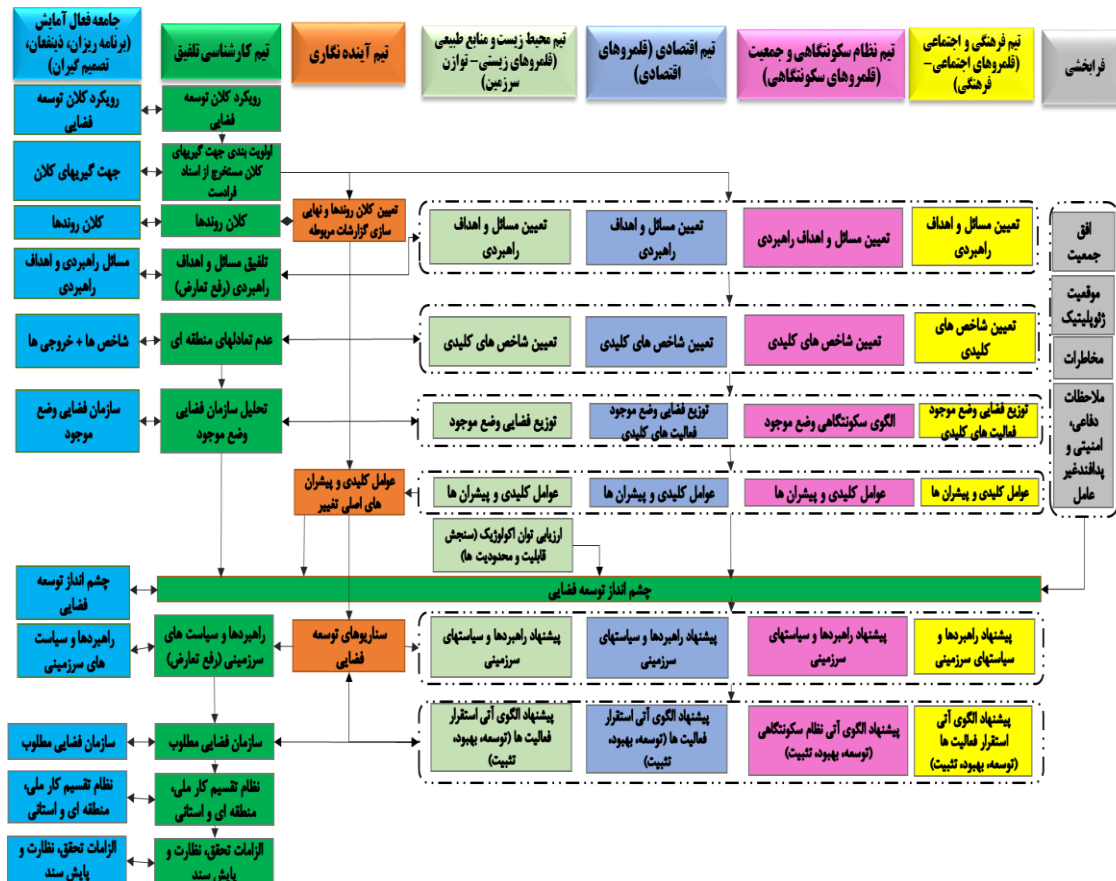 جامعه فعال آمایش
(برنامه ریزان، ذینفعان،
تصمیم گیران)
تیم کارشناسی تلفیق
تیم آینده نگاری
تیم محیط زیست و منابع طبیعی
(قلمروهای زیستی- توازن
سرزمین)
تیم اقتصادی (قلمروهای
اقتصادی)
تیم نظام سکونتگاهی و جمعیت
(قلمروهای سکونتگاهی)
تیم فرهنگی و اجتماعی
(قلمروهای اجتماعی-
فرهنگی)
فرابخشی
رویکرد کلان توسعه
فضایی
رویکرد کلان توسعه
فضایی
جهت گیریهای کلان
اولویت بندی جهت گیریهای
کلان مستخرج از اسناد
فرادست
کلان روندها
کلان روندها
تعیین کلان روندها و نهایی
سازی گزارشات مربوطه
تعیین مسائل و اهداف
راهبردی
تعیین مسائل و اهداف
راهبردی
تعیین مسائل و اهداف راهبردی
تعیین مسائل و اهداف
راهبردی
افق
جمعیت
مسائل راهبردی و اهداف
راهبردی
تلفیق مسائل و اهداف
راهبردی (رفع تعارض)
موقعیت
ژئوپلیتیک
شاخص ها + خروجی ها
عدم تعادلهای منطقه ای
تعیین شاخص های کلیدی
تعیین شاخص های کلیدی
تعیین شاخص های کلیدی
تعیین شاخص های
کلیدی
مخاطرات
سازمان فضایی وضع
موجود
تحلیل سازمان فضایی
وضع موجود
توزیع فضایی وضع موجود
توزیع فضایی وضع موجود
فعالیت های کلیدی
الگوی سکونتگاهی وضع موجود
توزیع فضایی وضع موجود
فعالیت های کلیدی
ملاحظات
دفاعی،
امنیتی و
پدافندغیر
عامل
عوامل کلیدی و پیشران
های اصلی تغییر
عوامل کلیدی و پیشران ها
عوامل کلیدی و پیشران ها
عوامل کلیدی و پیشران ها
عوامل کلیدی و پیشران ها
ارزیابی توان اکولوژیک (سنجش
قابلیت و محدودیت ها)
چشم انداز توسعه
فضایی
چشم انداز توسعه فضایی
راهبردها و سیاست
های سرزمینی
راهبردها و سیاست های
سرزمینی (رفع تعارض)
سناریوهای توسعه
فضایی
پیشنهاد راهبردها و سیاستهای
سرزمینی
پیشنهاد راهبردها و سیاستهای
سرزمینی
پیشنهاد راهبردها و سیاستهای
سرزمینی
پیشنهاد راهبردها و
سیاستهای سرزمینی
سازمان فضایی مطلوب
سازمان فضایی مطلوب
پیشنهاد الگوی آتی استقرار
فعالیت ها (توسعه، بهبود،
تثبیت)
پیشنهاد الگوی آتی استقرار
فعالیت ها (توسعه، بهبود،
تثبیت)
پیشنهاد الگوی آتی نظام سکونتگاهی
(توسعه، بهبود، تثبیت)
پیشنهاد الگوی آتی
استقرار فعالیت ها
(توسعه، بهبود، تثبیت)
نظام تقسیم کار ملی،
منطقه ای و استانی
نظام تقسیم کار ملی،
منطقه ای و استانی
الزامات تحقق، نظارت و
پایش سند
الزامات تحقق، نظارت و
پایش سند